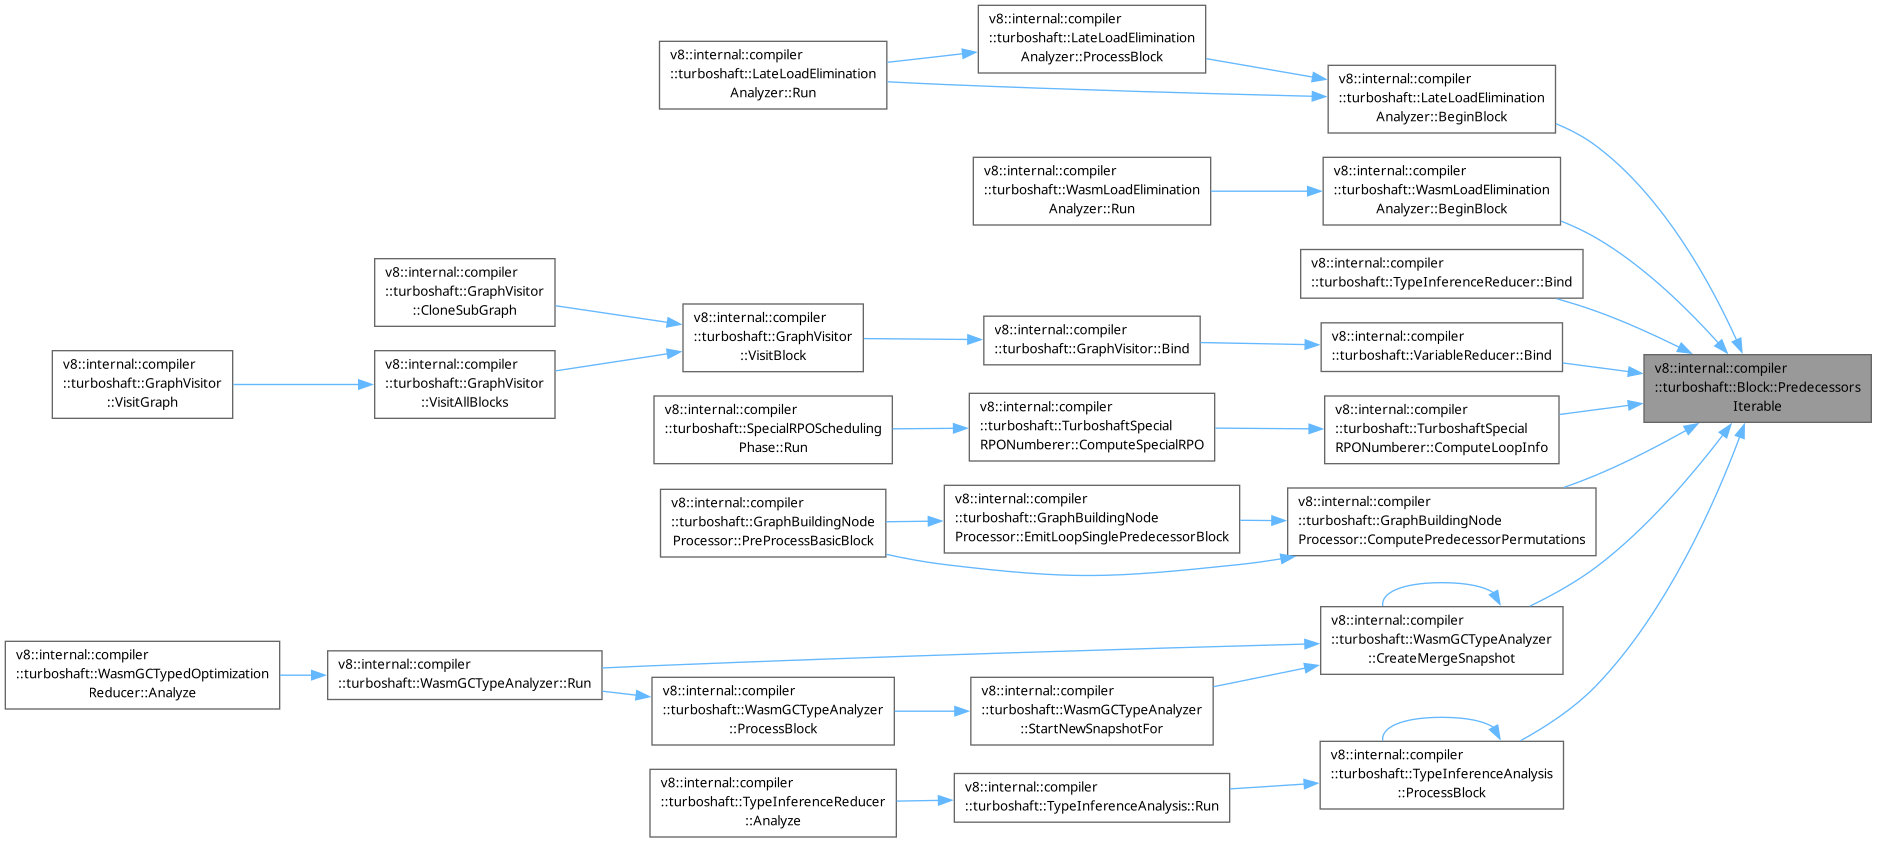 v8::internal::compiler
::turboshaft::LateLoadElimination
Analyzer::ProcessBlock
v8::internal::compiler
::turboshaft::LateLoadElimination
Analyzer::Run
v8::internal::compiler
::turboshaft::LateLoadElimination
Analyzer::BeginBlock
v8::internal::compiler
::turboshaft::WasmLoadElimination
Analyzer::Run
v8::internal::compiler
::turboshaft::WasmLoadElimination
Analyzer::BeginBlock
v8::internal::compiler
::turboshaft::TypeInferenceReducer::Bind
v8::internal::compiler
::turboshaft::GraphVisitor
::CloneSubGraph
v8::internal::compiler
::turboshaft::GraphVisitor
::VisitBlock
v8::internal::compiler
::turboshaft::GraphVisitor::Bind
v8::internal::compiler
::turboshaft::VariableReducer::Bind
v8::internal::compiler
::turboshaft::GraphVisitor
::VisitGraph
v8::internal::compiler
::turboshaft::GraphVisitor
::VisitAllBlocks
v8::internal::compiler
::turboshaft::Block::Predecessors
Iterable
v8::internal::compiler
::turboshaft::SpecialRPOScheduling
Phase::Run
v8::internal::compiler
::turboshaft::TurboshaftSpecial
RPONumberer::ComputeSpecialRPO
v8::internal::compiler
::turboshaft::TurboshaftSpecial
RPONumberer::ComputeLoopInfo
v8::internal::compiler
::turboshaft::GraphBuildingNode
Processor::PreProcessBasicBlock
v8::internal::compiler
::turboshaft::GraphBuildingNode
Processor::EmitLoopSinglePredecessorBlock
v8::internal::compiler
::turboshaft::GraphBuildingNode
Processor::ComputePredecessorPermutations
v8::internal::compiler
::turboshaft::WasmGCTypedOptimization
Reducer::Analyze
v8::internal::compiler
::turboshaft::WasmGCTypeAnalyzer::Run
v8::internal::compiler
::turboshaft::WasmGCTypeAnalyzer
::ProcessBlock
v8::internal::compiler
::turboshaft::WasmGCTypeAnalyzer
::StartNewSnapshotFor
v8::internal::compiler
::turboshaft::WasmGCTypeAnalyzer
::CreateMergeSnapshot
v8::internal::compiler
::turboshaft::TypeInferenceReducer
::Analyze
v8::internal::compiler
::turboshaft::TypeInferenceAnalysis::Run
v8::internal::compiler
::turboshaft::TypeInferenceAnalysis
::ProcessBlock